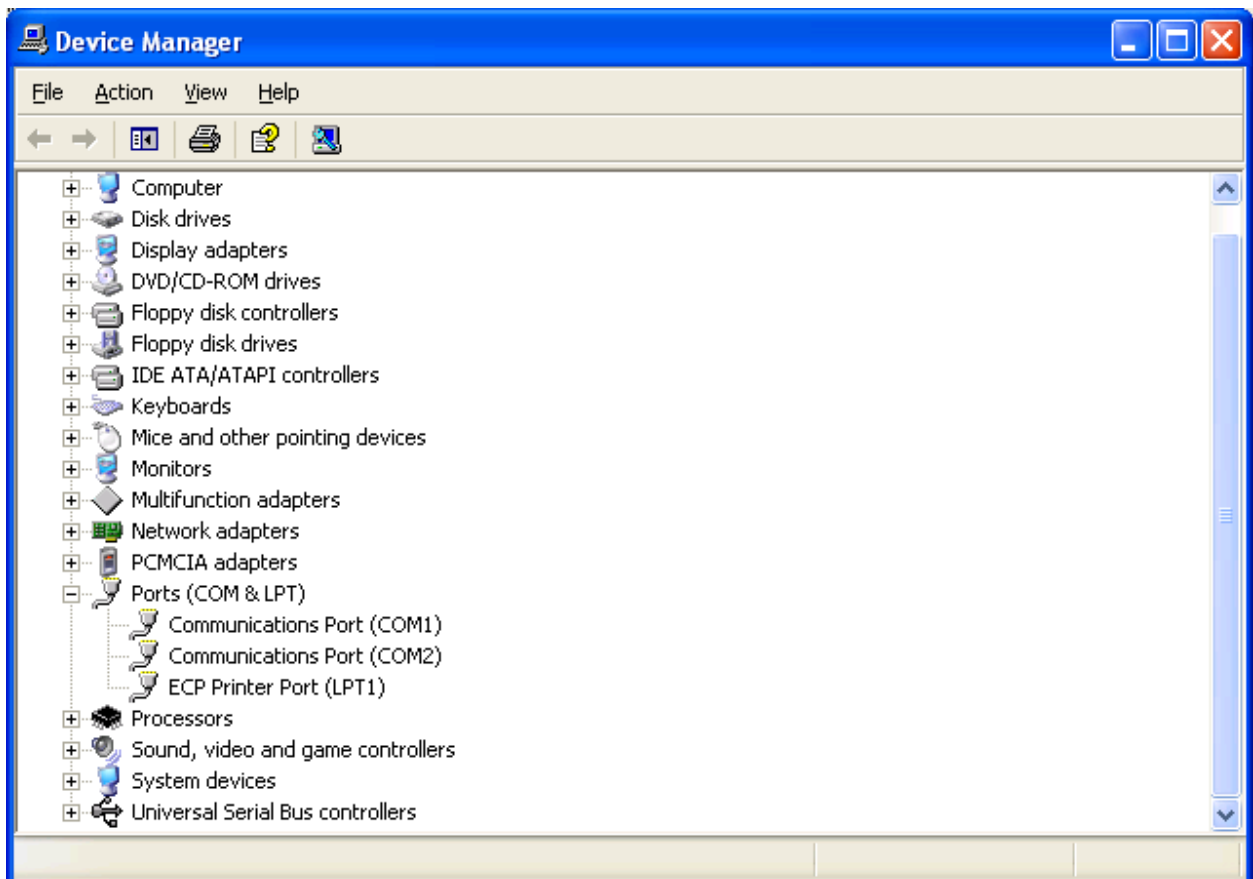 Device Manager
File Action View Help
Computer
Disk drives
Display adapters
DVD/CD-ROM drives
Floppy disk controllers
Floppy disk drives
IDE ATA/ATAPI controllers
Keyboards
Mice and other pointing devices
Monitors
Multifunction adapters
Network adapters
PCMCIA adapters
Ports (COM & LPT)
Communications Port (COM1)
Communications Port (COM2)
ECP Printer Port (LPT1)
Processors
Sound, video and game controllers
System devices
Universal Serial Bus controllers